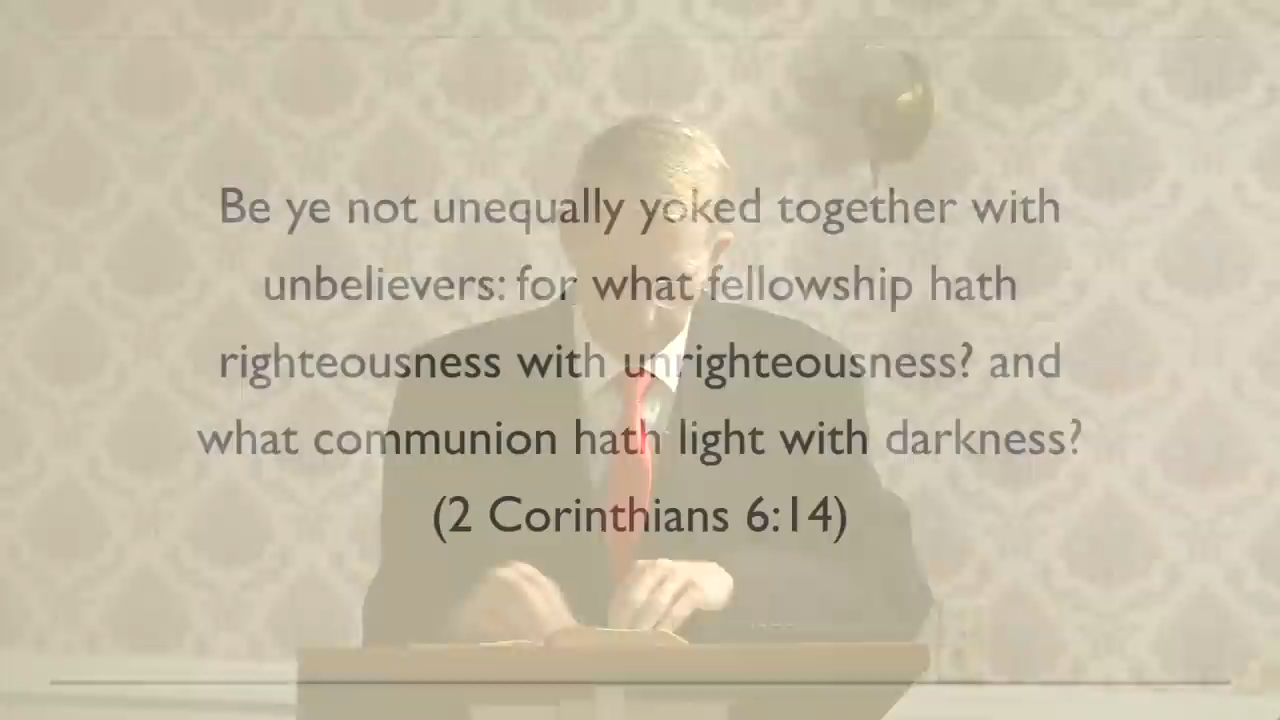 Be ye not unequally yoked together with
unbelievers: for what fellowship hath
righteousness with unrighteousness? and
what communion hath light with darkness?
(2 Corinthians 6:14)